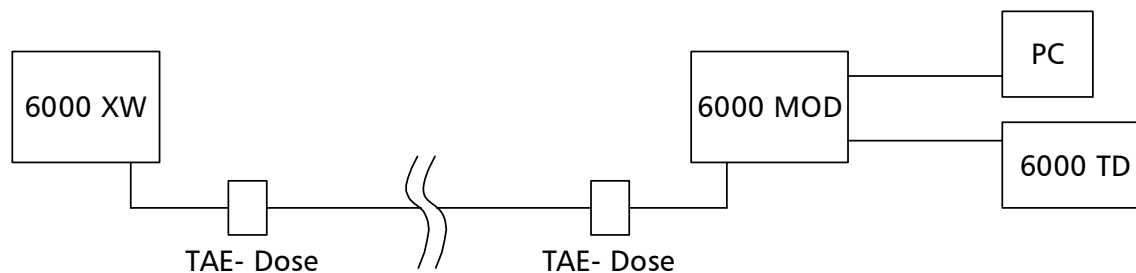 PC
6000 XW
6000 MOD
6000 TD
TAE- Dose
TAE- Dose